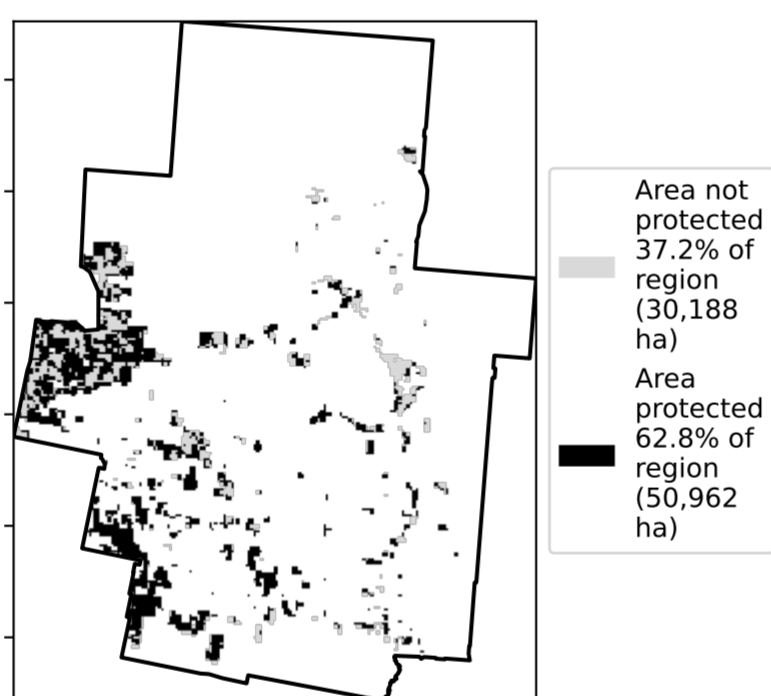 Area not
protected
37.2% of
region
(30,188
ha)
Area
protected
62.8% of
region
(50,962
ha)